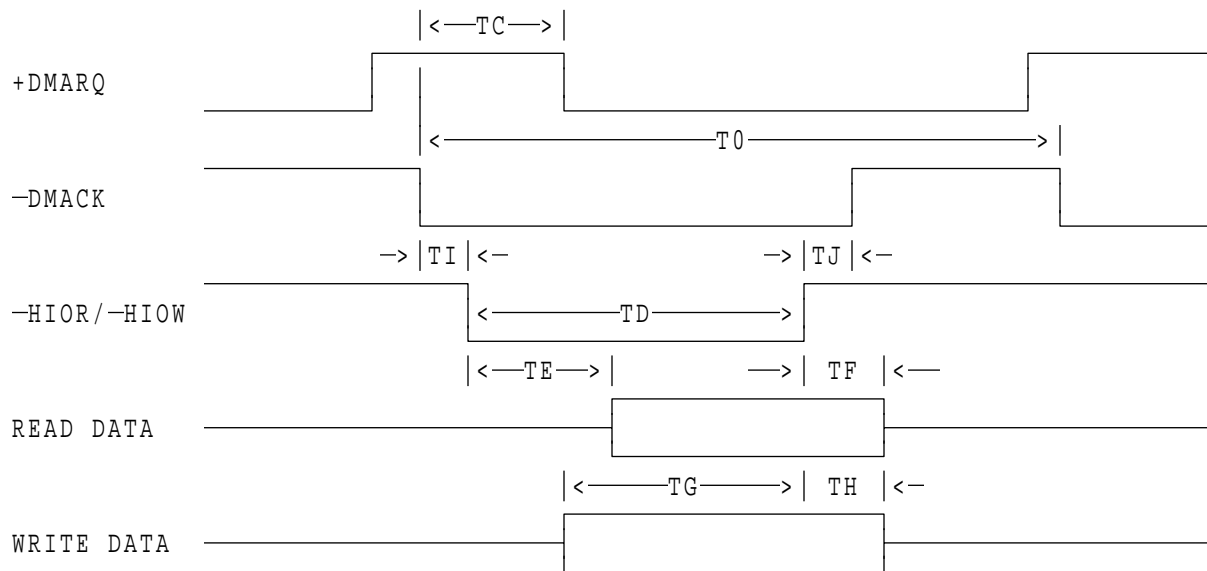 TC
+DMARQ
T0
—DMACK
TI TJ
—HIOR/—HIOW TD
TE TF
READ DATA
TG TH
WRITE DATA